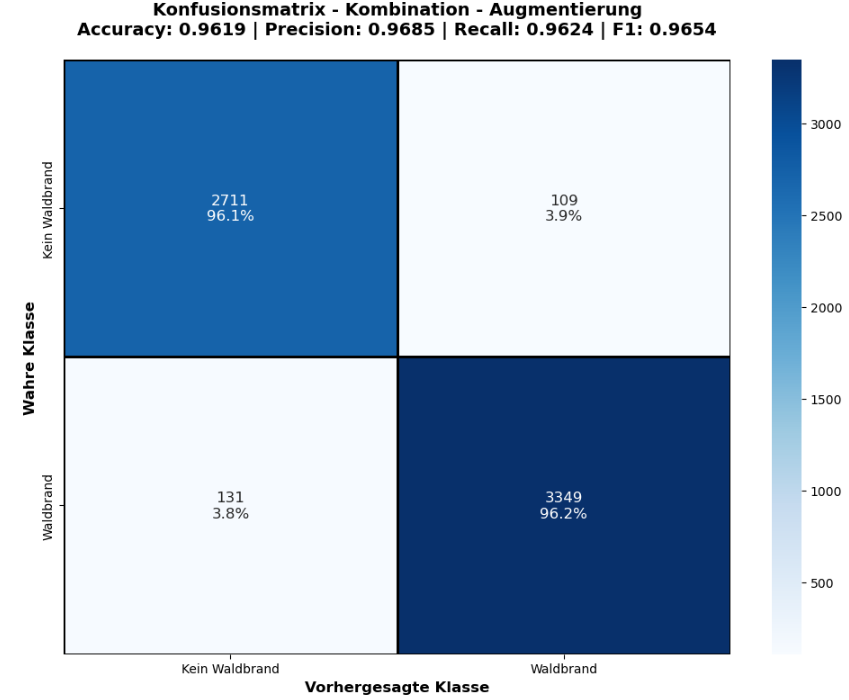 Konfusionsmatrix - Kombination - Augmentierung
Accuracy: 0.9619 | Precision: 0.9685 | Recall: 0.9624 | F1: 0.9654
Kein Waldbrand
2711
96.1%
109
3.9%
Wahre Klasse
Waldbrand
131
3.8%
3349
96.2%
Kein Waldbrand
Waldbrand
Vorhergesagte Klasse
3000
2500
2000
1500
1000
500